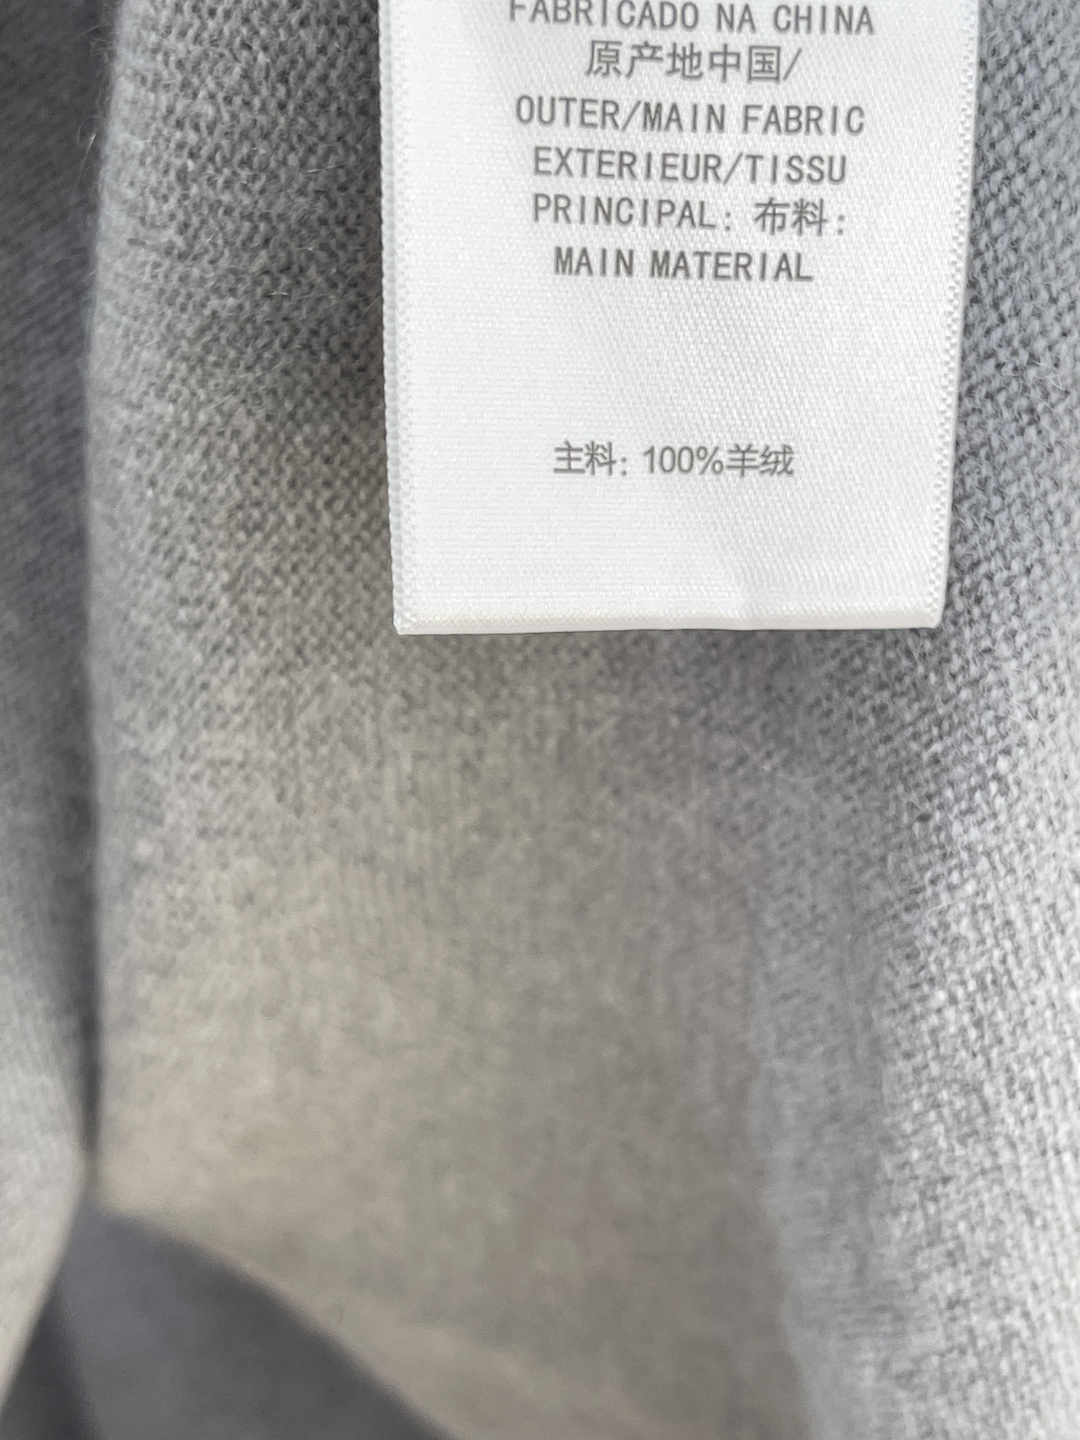 FABRICADO NA CHINA
原产地中国/
OUTER/MAIN FABRIC
EXTERIEUR/TISSU
PRINCIPAL: 布料:
MAIN MATERIAL
主料: 100%羊绒